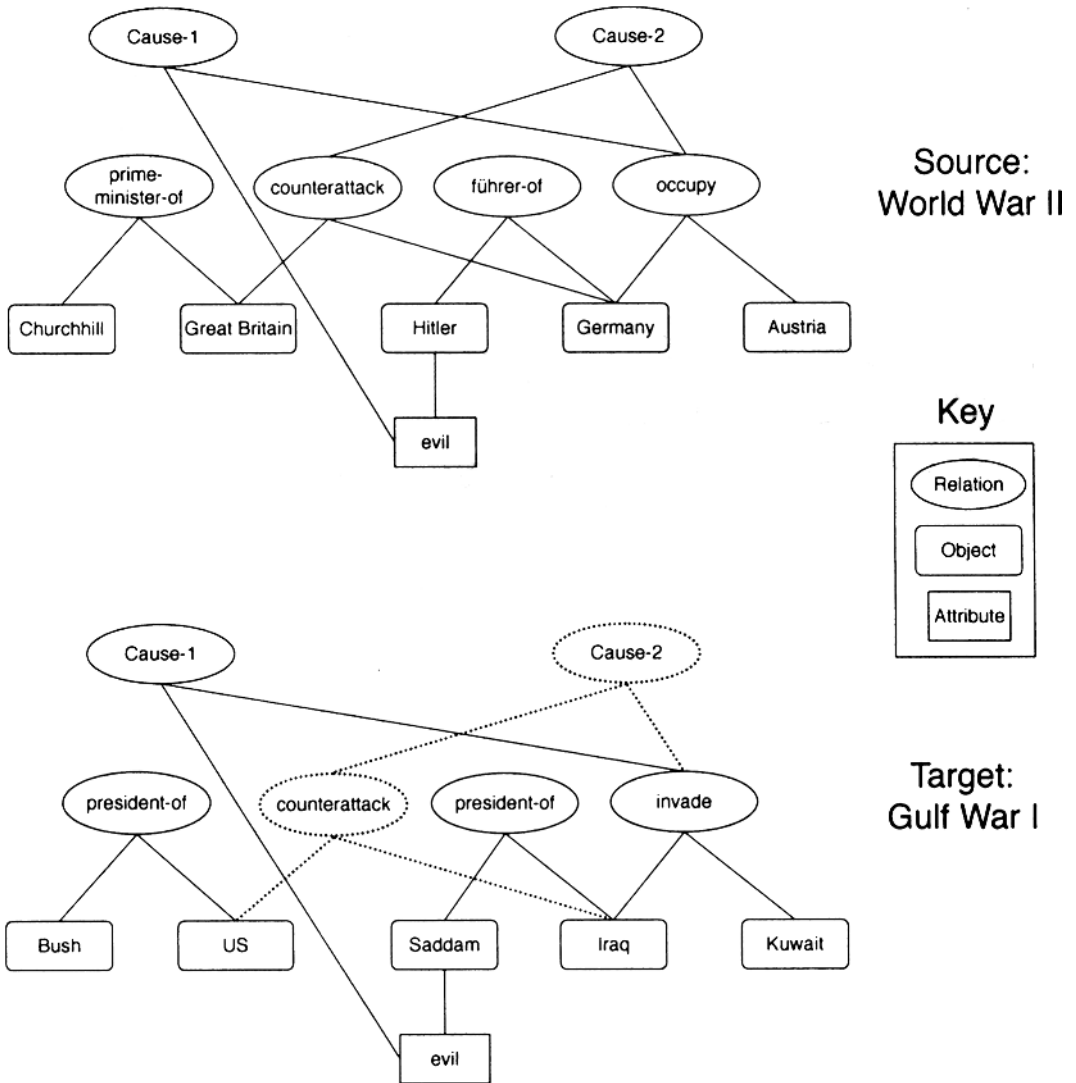 Cause-1
Cause-2
prime-
minister-of
counterattack
führer-of
occupy
Source:
World War II
Churchhill
Great Britain
Hitler
Germany
Austria
evil
Key
Relation
Object
Attribute
Cause-1
Cause-2
president-of
counterattack
president-of
invade
Target:
Gulf War I
Bush
US
Saddam
Iraq
Kuwait
evil